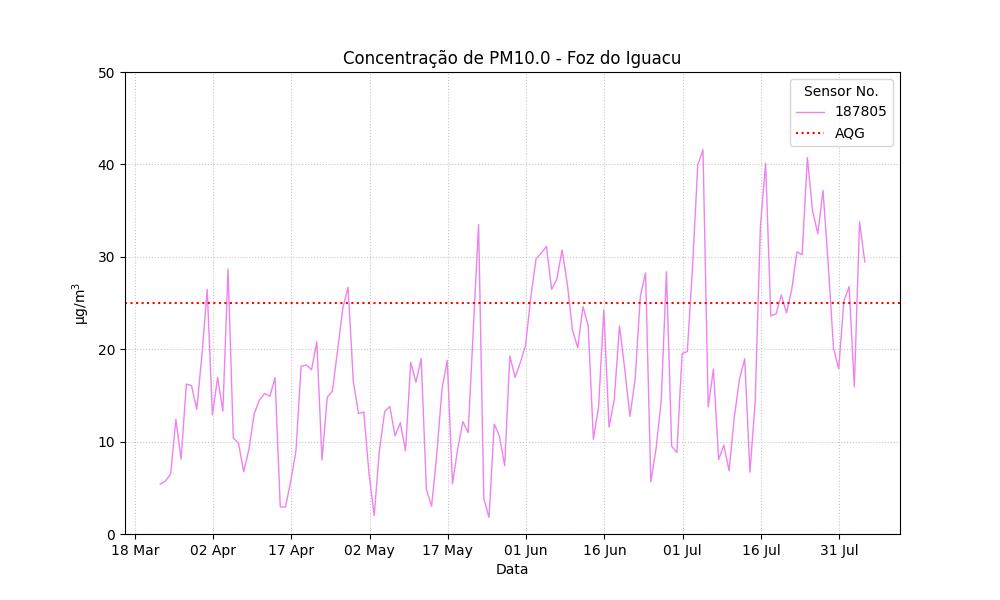 Concentração de PM10.0 - Foz do Iguacu
Sensor No.
187805
AQG
µg/m³
50
40
30
20
10
0
18 Mar
02 Apr
17 Apr
02 May
17 May
01 Jun
16 Jun
01 Jul
16 Jul
31 Jul
Data